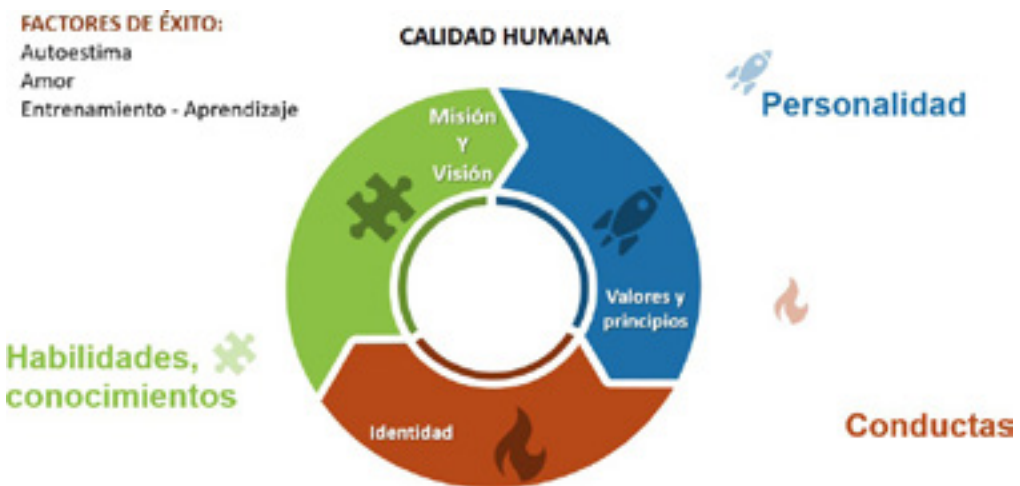 FACTORES DE ÉXITO:
Autoestima
Amor
Entrenamiento - Aprendizaje
CALIDAD HUMANA
Personalidad
Misión
Y
Visión
Valores y
principios
Habilidades,
conocimientos
Identidad
Conductas